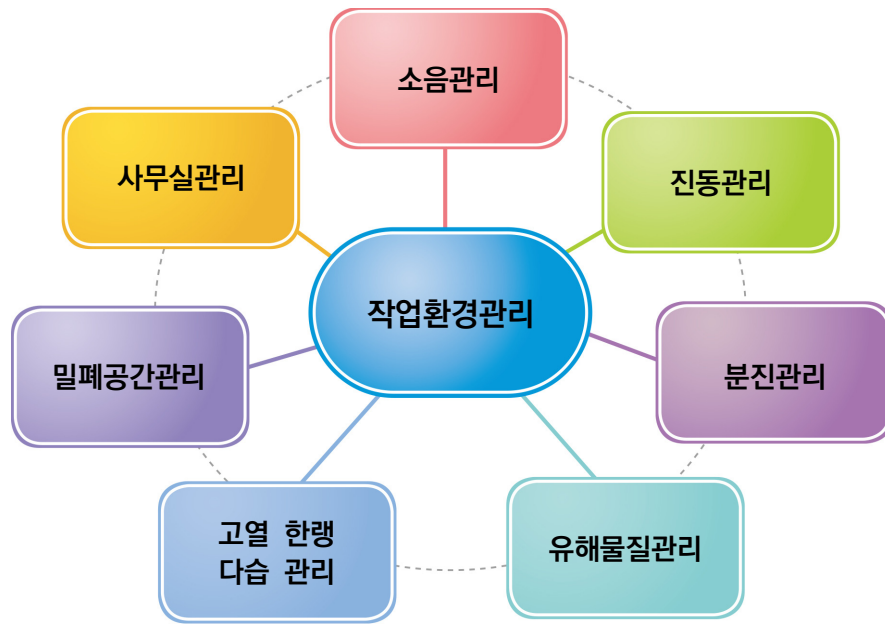 소음관리
사무실관리
진동관리
작업환경관리
밀폐공간관리
분진관리
고열 한랭
다습 관리
유해물질관리